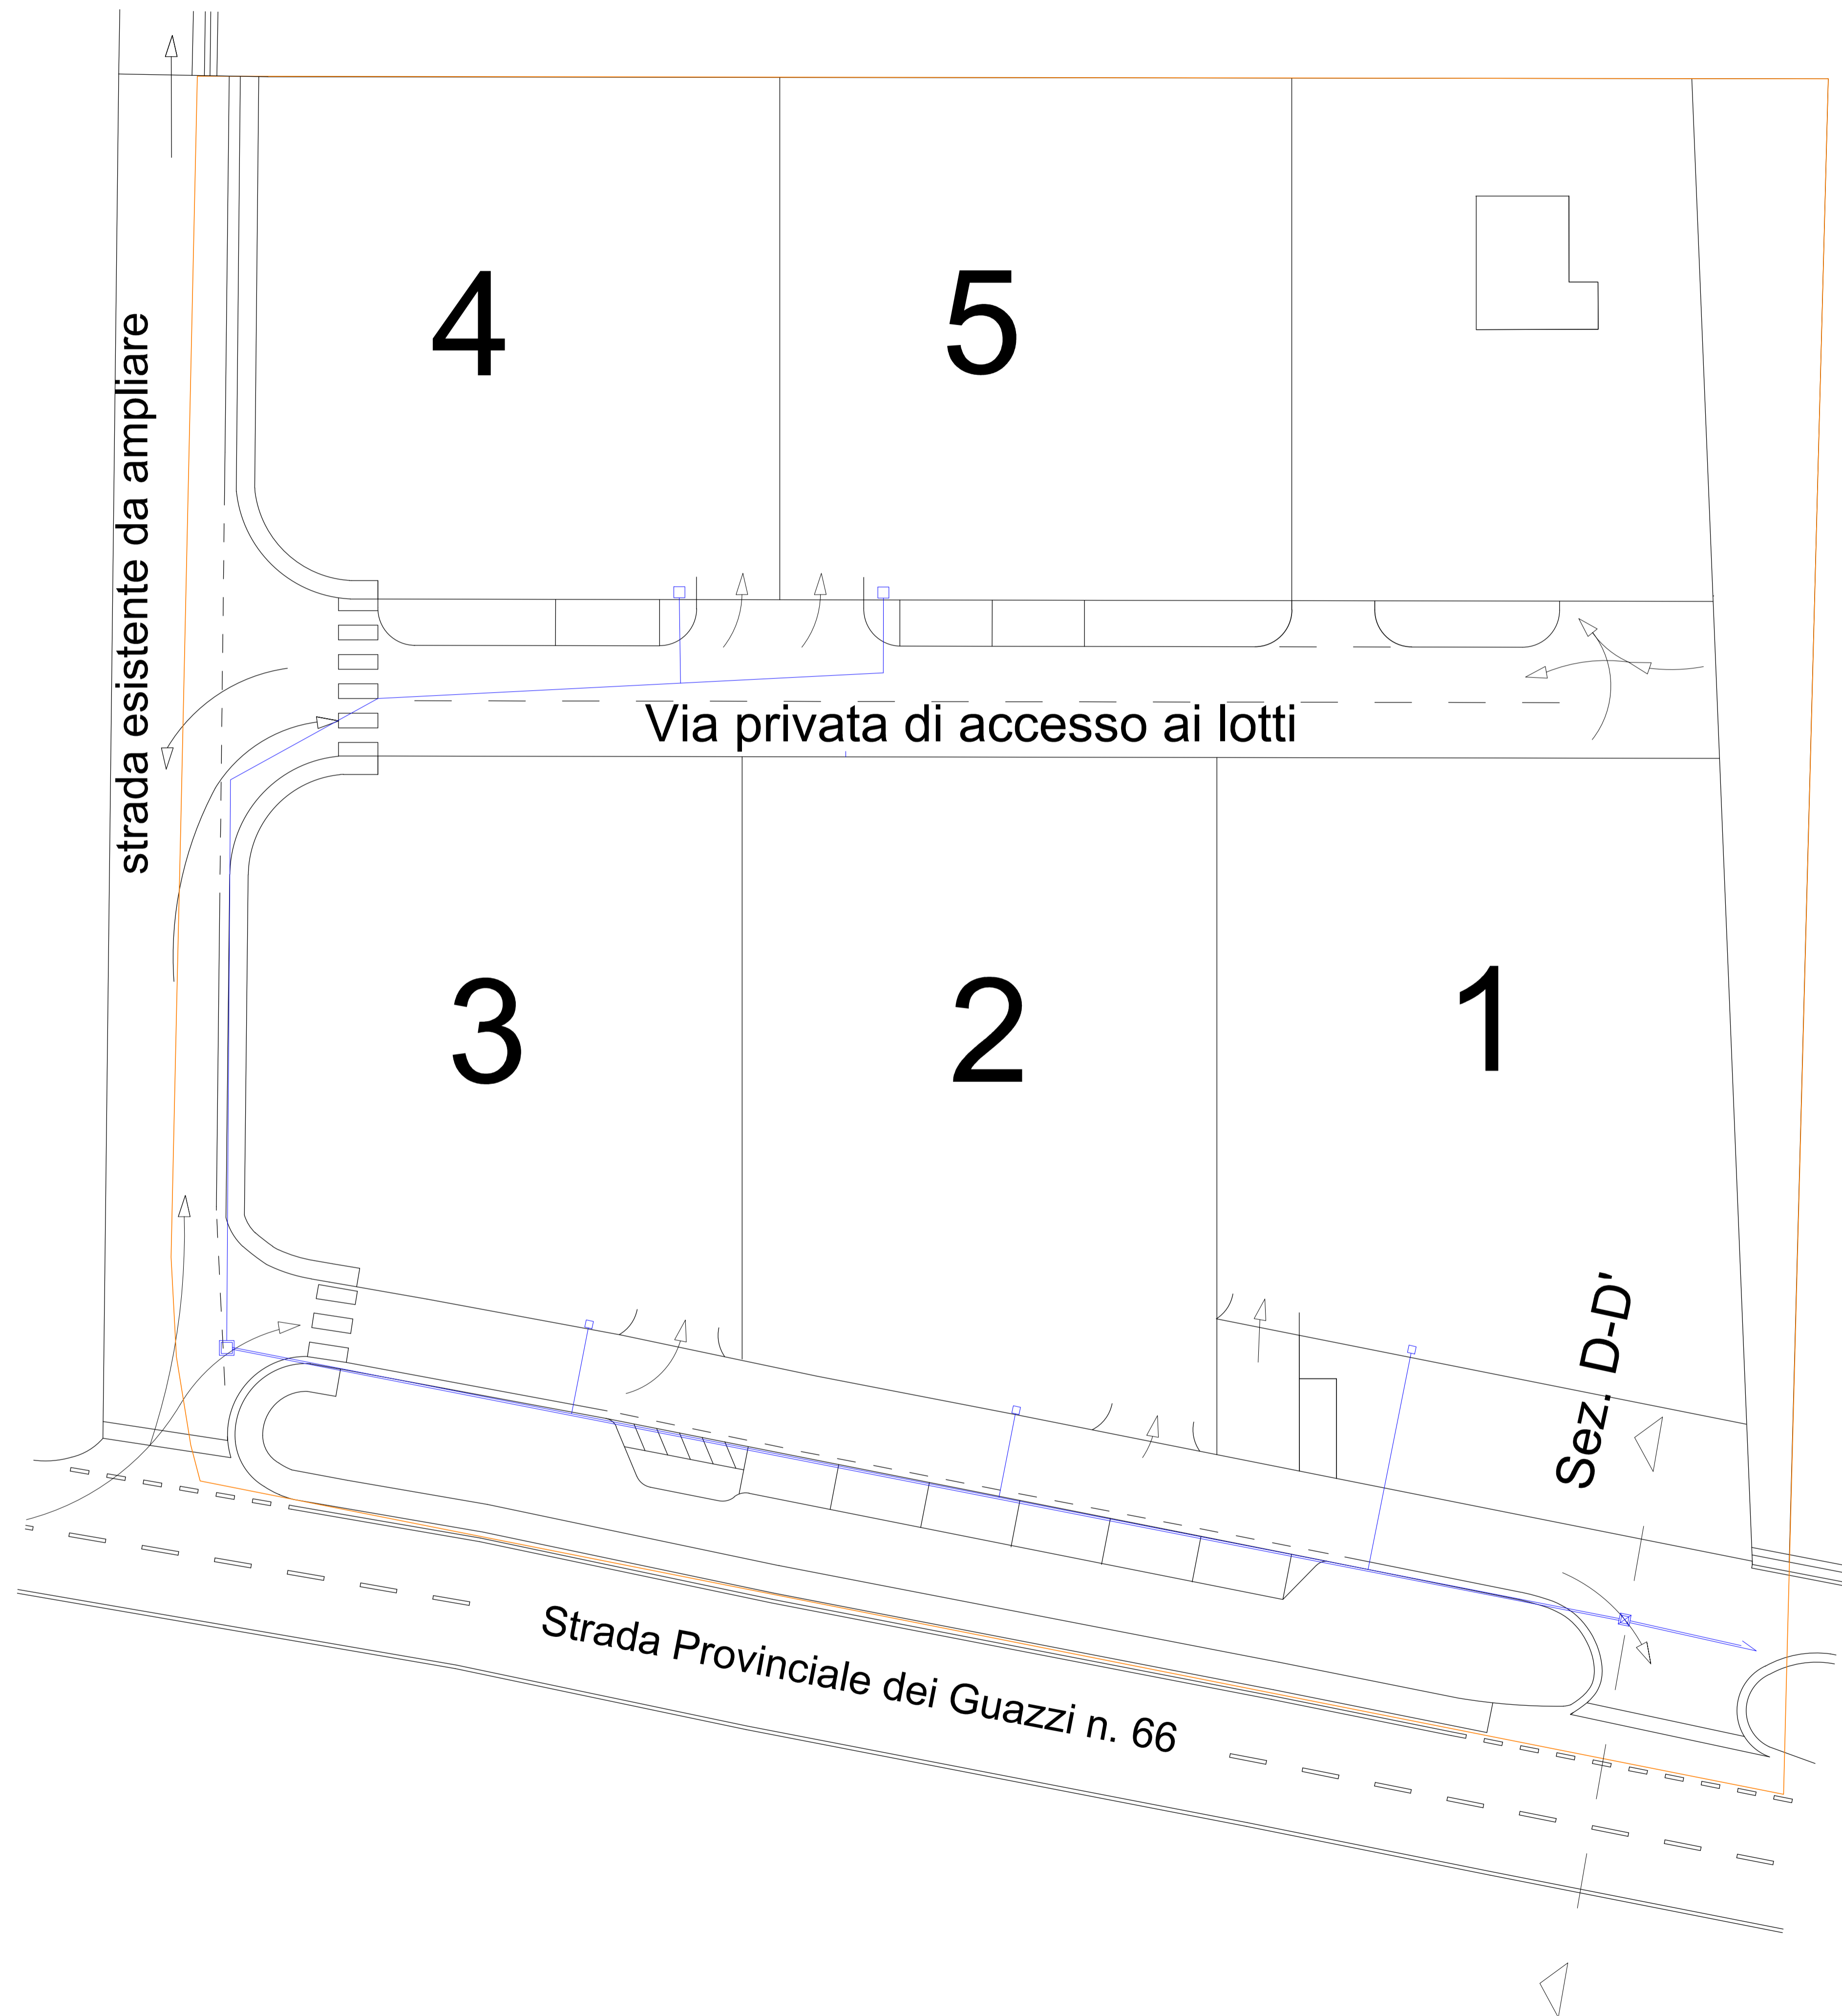 4
5
strada esistente da ampliare
Via privata di accesso ai lotti
3
2
1
Sez. D-D'
Strada Provinciale dei Guazzi n. 66